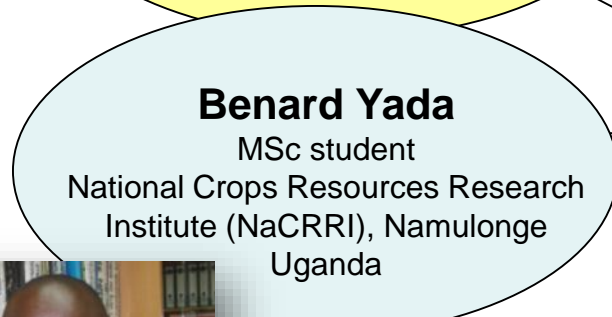 Benard Yada
MSc student
National Crops Resources Research
Institute (NaCRRI), Namulonge
Uganda